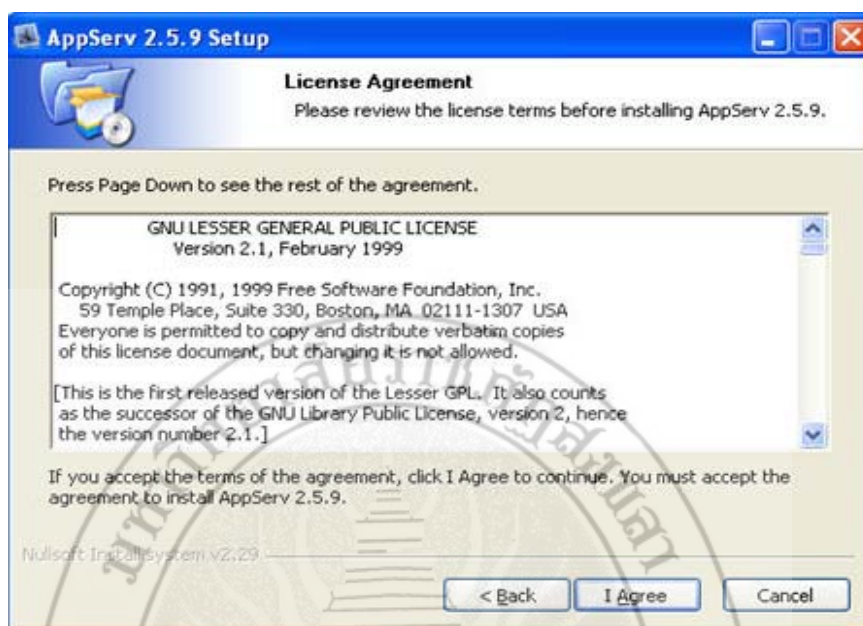 AppServ 2.5.9 Setup
License Agreement
Please review the license terms before installing AppServ 2.5.9.
Press Page Down to see the rest of the agreement.
GNU LESSER GENERAL PUBLIC LICENSE
Version 2.1, February 1999
Copyright (C) 1991, 1999 Free Software Foundation, Inc.
59 Temple Place, Suite 330, Boston, MA 02111-1307 USA
Everyone is permitted to copy and distribute verbatim copies
of this license document, but changing it is not allowed.
[This is the first released version of the Lesser GPL. It also counts
as the successor of the GNU Library Public License, version 2, hence
the version number 2.1.]
If you accept the terms of the agreement, click I Agree to continue. You must accept the
agreement to install AppServ 2.5.9.
Nullsoft Install System v2.29
< Back
I Agree
Cancel